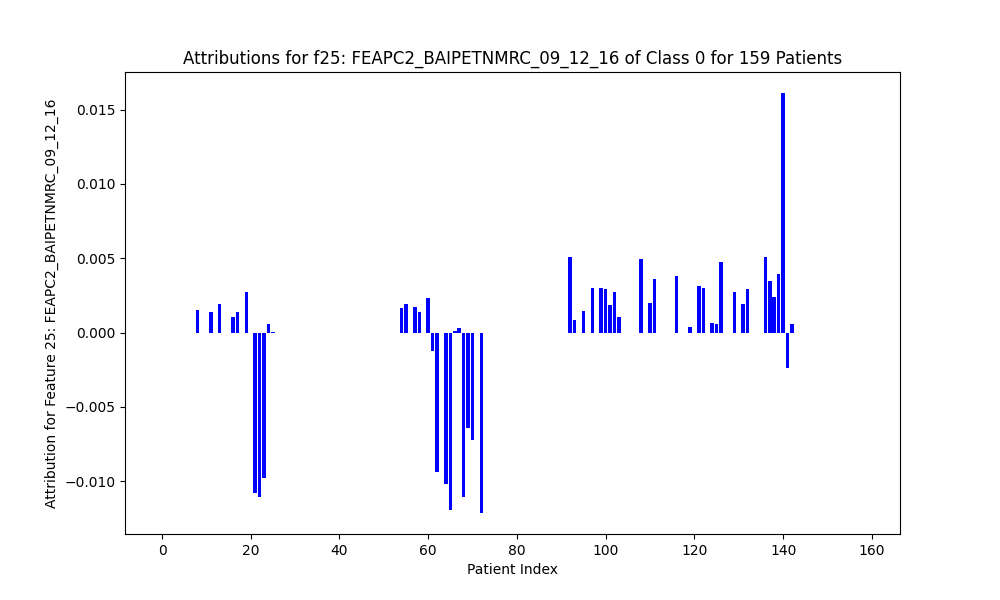 Attributions for f25: FEAPC2_BAIPETNMRC_09_12_16 of Class 0 for 159 Patients
Attribution for Feature 25: FEAPC2_BAIPETNMRC_09_12_16
0.015
0.010
0.005
0.000
−0.005
−0.010
0 20 40 60 80 100 120 140 160
Patient Index